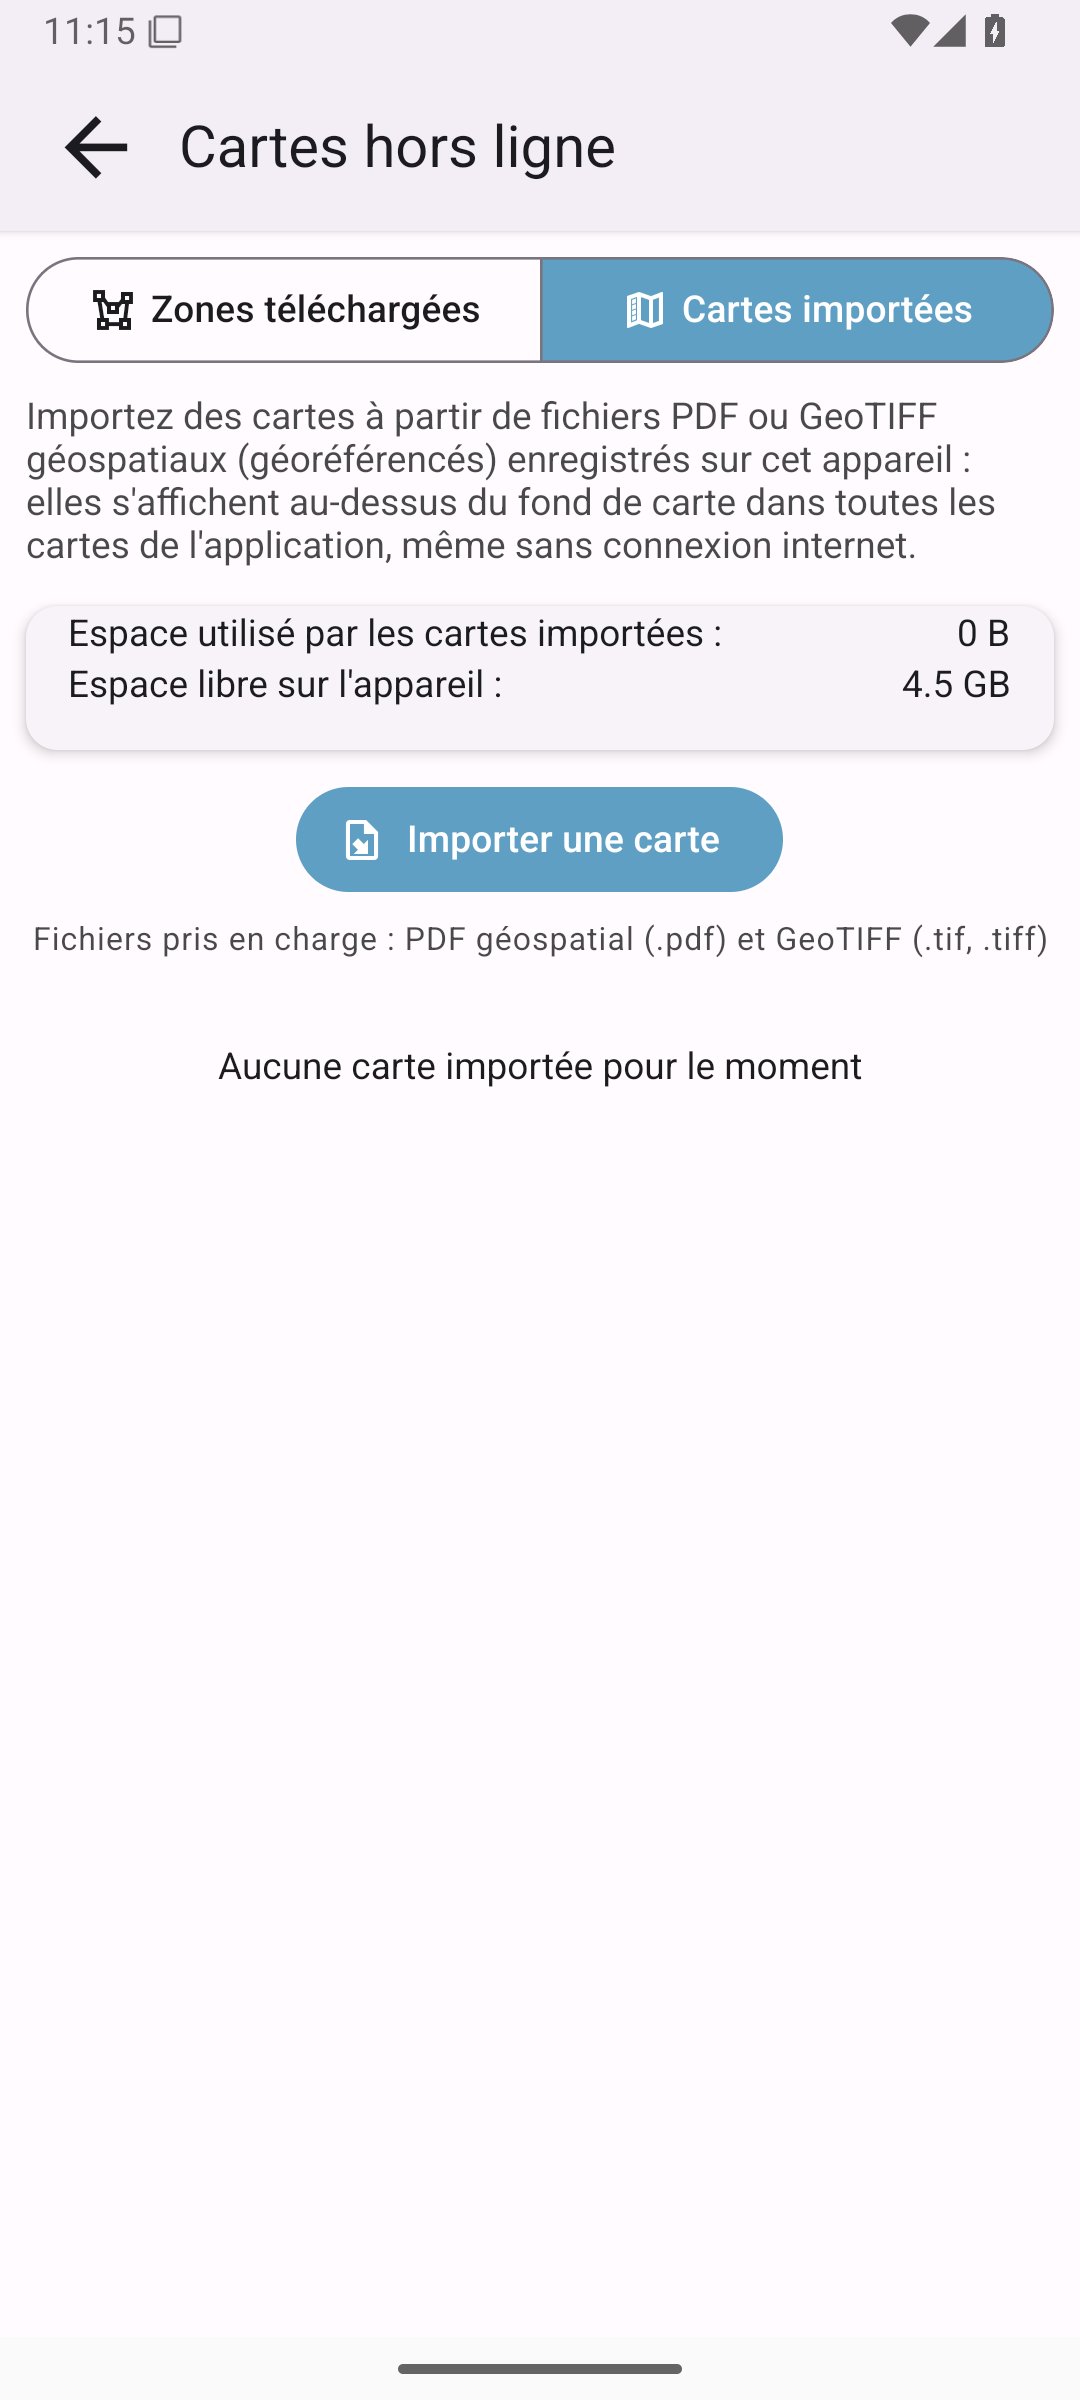 11:15
Cartes hors ligne
Zones téléchargées
Cartes importées
Importez des cartes à partir de fichiers PDF ou GeoTIFF
géospatiaux (géoréférencés) enregistrés sur cet appareil :
elles s'affichent au-dessus du fond de carte dans toutes les
cartes de l'application, même sans connexion internet.
Espace utilisé par les cartes importées : 0 B
Espace libre sur l'appareil : 4.5 GB
Importer une carte
Fichiers pris en charge : PDF géospatial (.pdf) et GeoTIFF (.tif, .tiff)
Aucune carte importée pour le moment